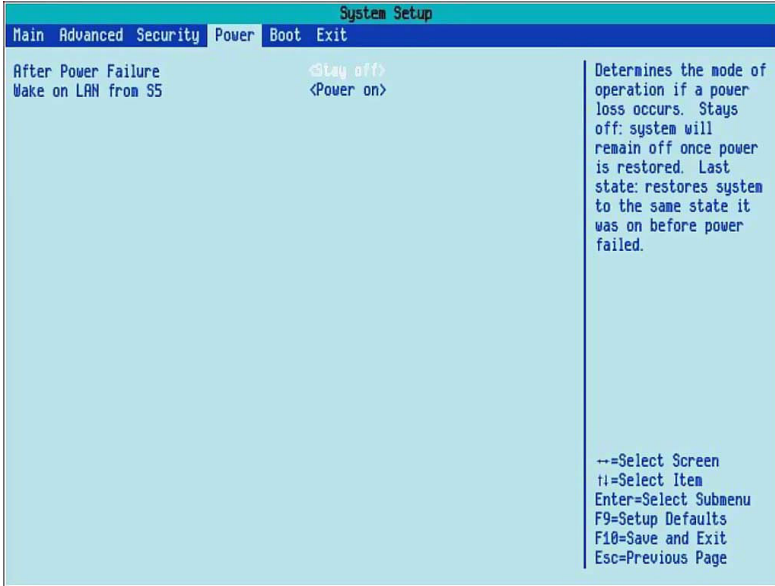 System Setup
Main Advanced Security Power Boot Exit
After Power Failure <Stay off>
Wake on LAN from S5 <Power on>
Determines the mode of
operation if a power
loss occurs. Stays
off: system will
remain off once power
is restored. Last
state: restores system
to the same state it
was on before power
failed.
↔=Select Screen
↑↓=Select Item
Enter=Select Submenu
F9=Setup Defaults
F10=Save and Exit
Esc=Previous Page